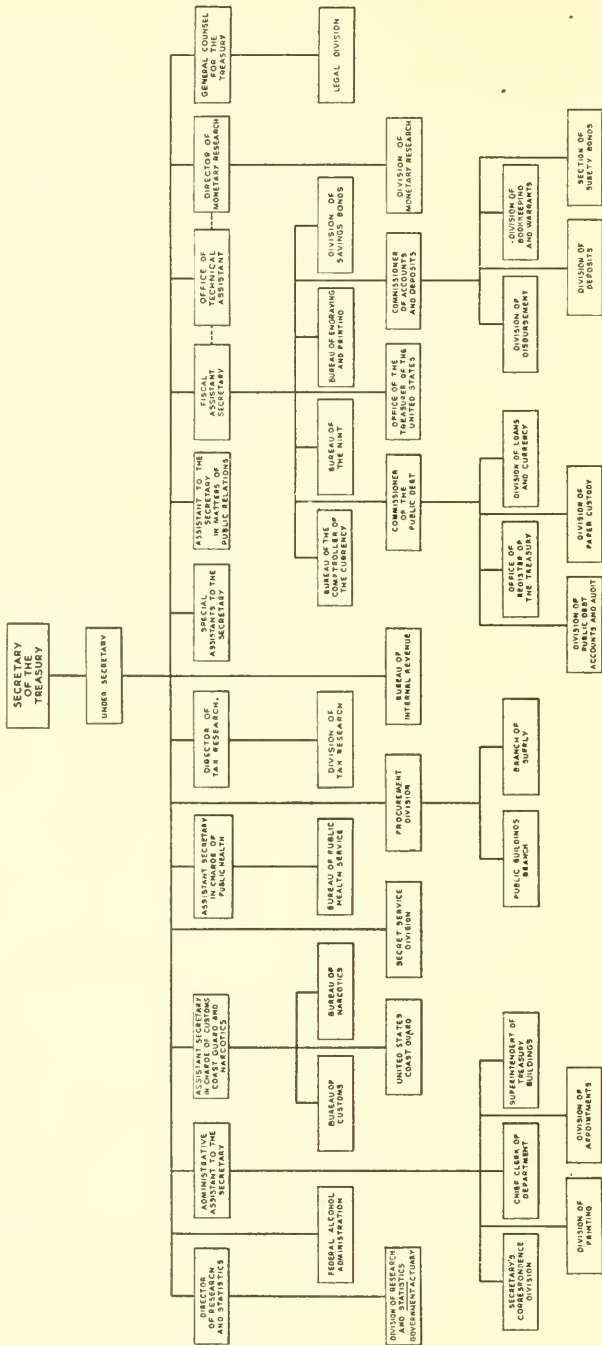 SECRETARY
OF THE
TREASURY
UNDER SECRETARY
DIRECTOR
OF RESEARCH
AND STATISTICS
ADMINISTRATIVE
ASSISTANT TO THE
SECRETARY
ASSISTANT SECRETARY
IN CHARGE OF CUSTOMS
COAST GUARD AND
NARCOTICS
ASSISTANT SECRETARY
IN CHARGE OF
PUBLIC HEALTH
DIRECTOR OF
TAX RESEARCH.
SPECIAL
ASSISTANTS TO THE
SECRETARY
ASSISTANT TO THE
SECRETARY
IN MATTERS OF
PUBLIC RELATIONS
FISCAL
ASSISTANT
SECRETARY
OFFICE OF
TECHNICAL
ASSISTANT
DIRECTOR OF
MONETARY RESEARCH
GENERAL COUNSEL
FOR THE
TREASURY
FEDERAL ALCOHOL
ADMINISTRATION
BUREAU OF
CUSTOMS
BUREAU OF
NARCOTICS
BUREAU OF PUBLIC
HEALTH SERVICE
DIVISION OF
TAX RESEARCH
BUREAU OF THE
COMPTROLLER OF
THE CURRENCY
BUREAU OF
THE MINT
BUREAU OF ENGRAVING
AND PRINTING
DIVISION OF
SAVINGS BONDS
LEGAL DIVISION
DIVISION OF RESEARCH
AND STATISTICS
GOVERNMENT ACTUARY
UNITED STATES
COAST GUARD
SECRET SERVICE
DIVISION
PROCUREMENT
DIVISION
BUREAU OF
INTERNAL REVENUE
COMMISSIONER
OF THE
PUBLIC DEBT
OFFICE OF THE
TREASURER OF THE
UNITED STATES
COMMISSIONER
OF ACCOUNTS
AND DEPOSITS
DIVISION OF
MONETARY RESEARCH
SECRETARY'S
CORRESPONDENCE
DIVISION
CHIEF CLERK OF
DEPARTMENT
SUPERINTENDENT OF
TREASURY
BUILDINGS
PUBLIC BUILDINGS
BRANCH
BRANCH OF
SUPPLY
OFFICE OF
REGISTER OF
THE TREASURY
DIVISION OF LOANS
AND CURRENCY
DIVISION OF
DISBURSEMENT
DIVISION OF
BOOKKEEPING
AND WARRANTS
DIVISION OF
PRINTING
DIVISION OF
APPOINTMENTS
DIVISION OF
PUBLIC DEBT
ACCOUNTS AND AUDIT
DIVISION OF
PAPER CUSTODY
DIVISION OF
DEPOSITS
SECTION OF
SURETY BONDS